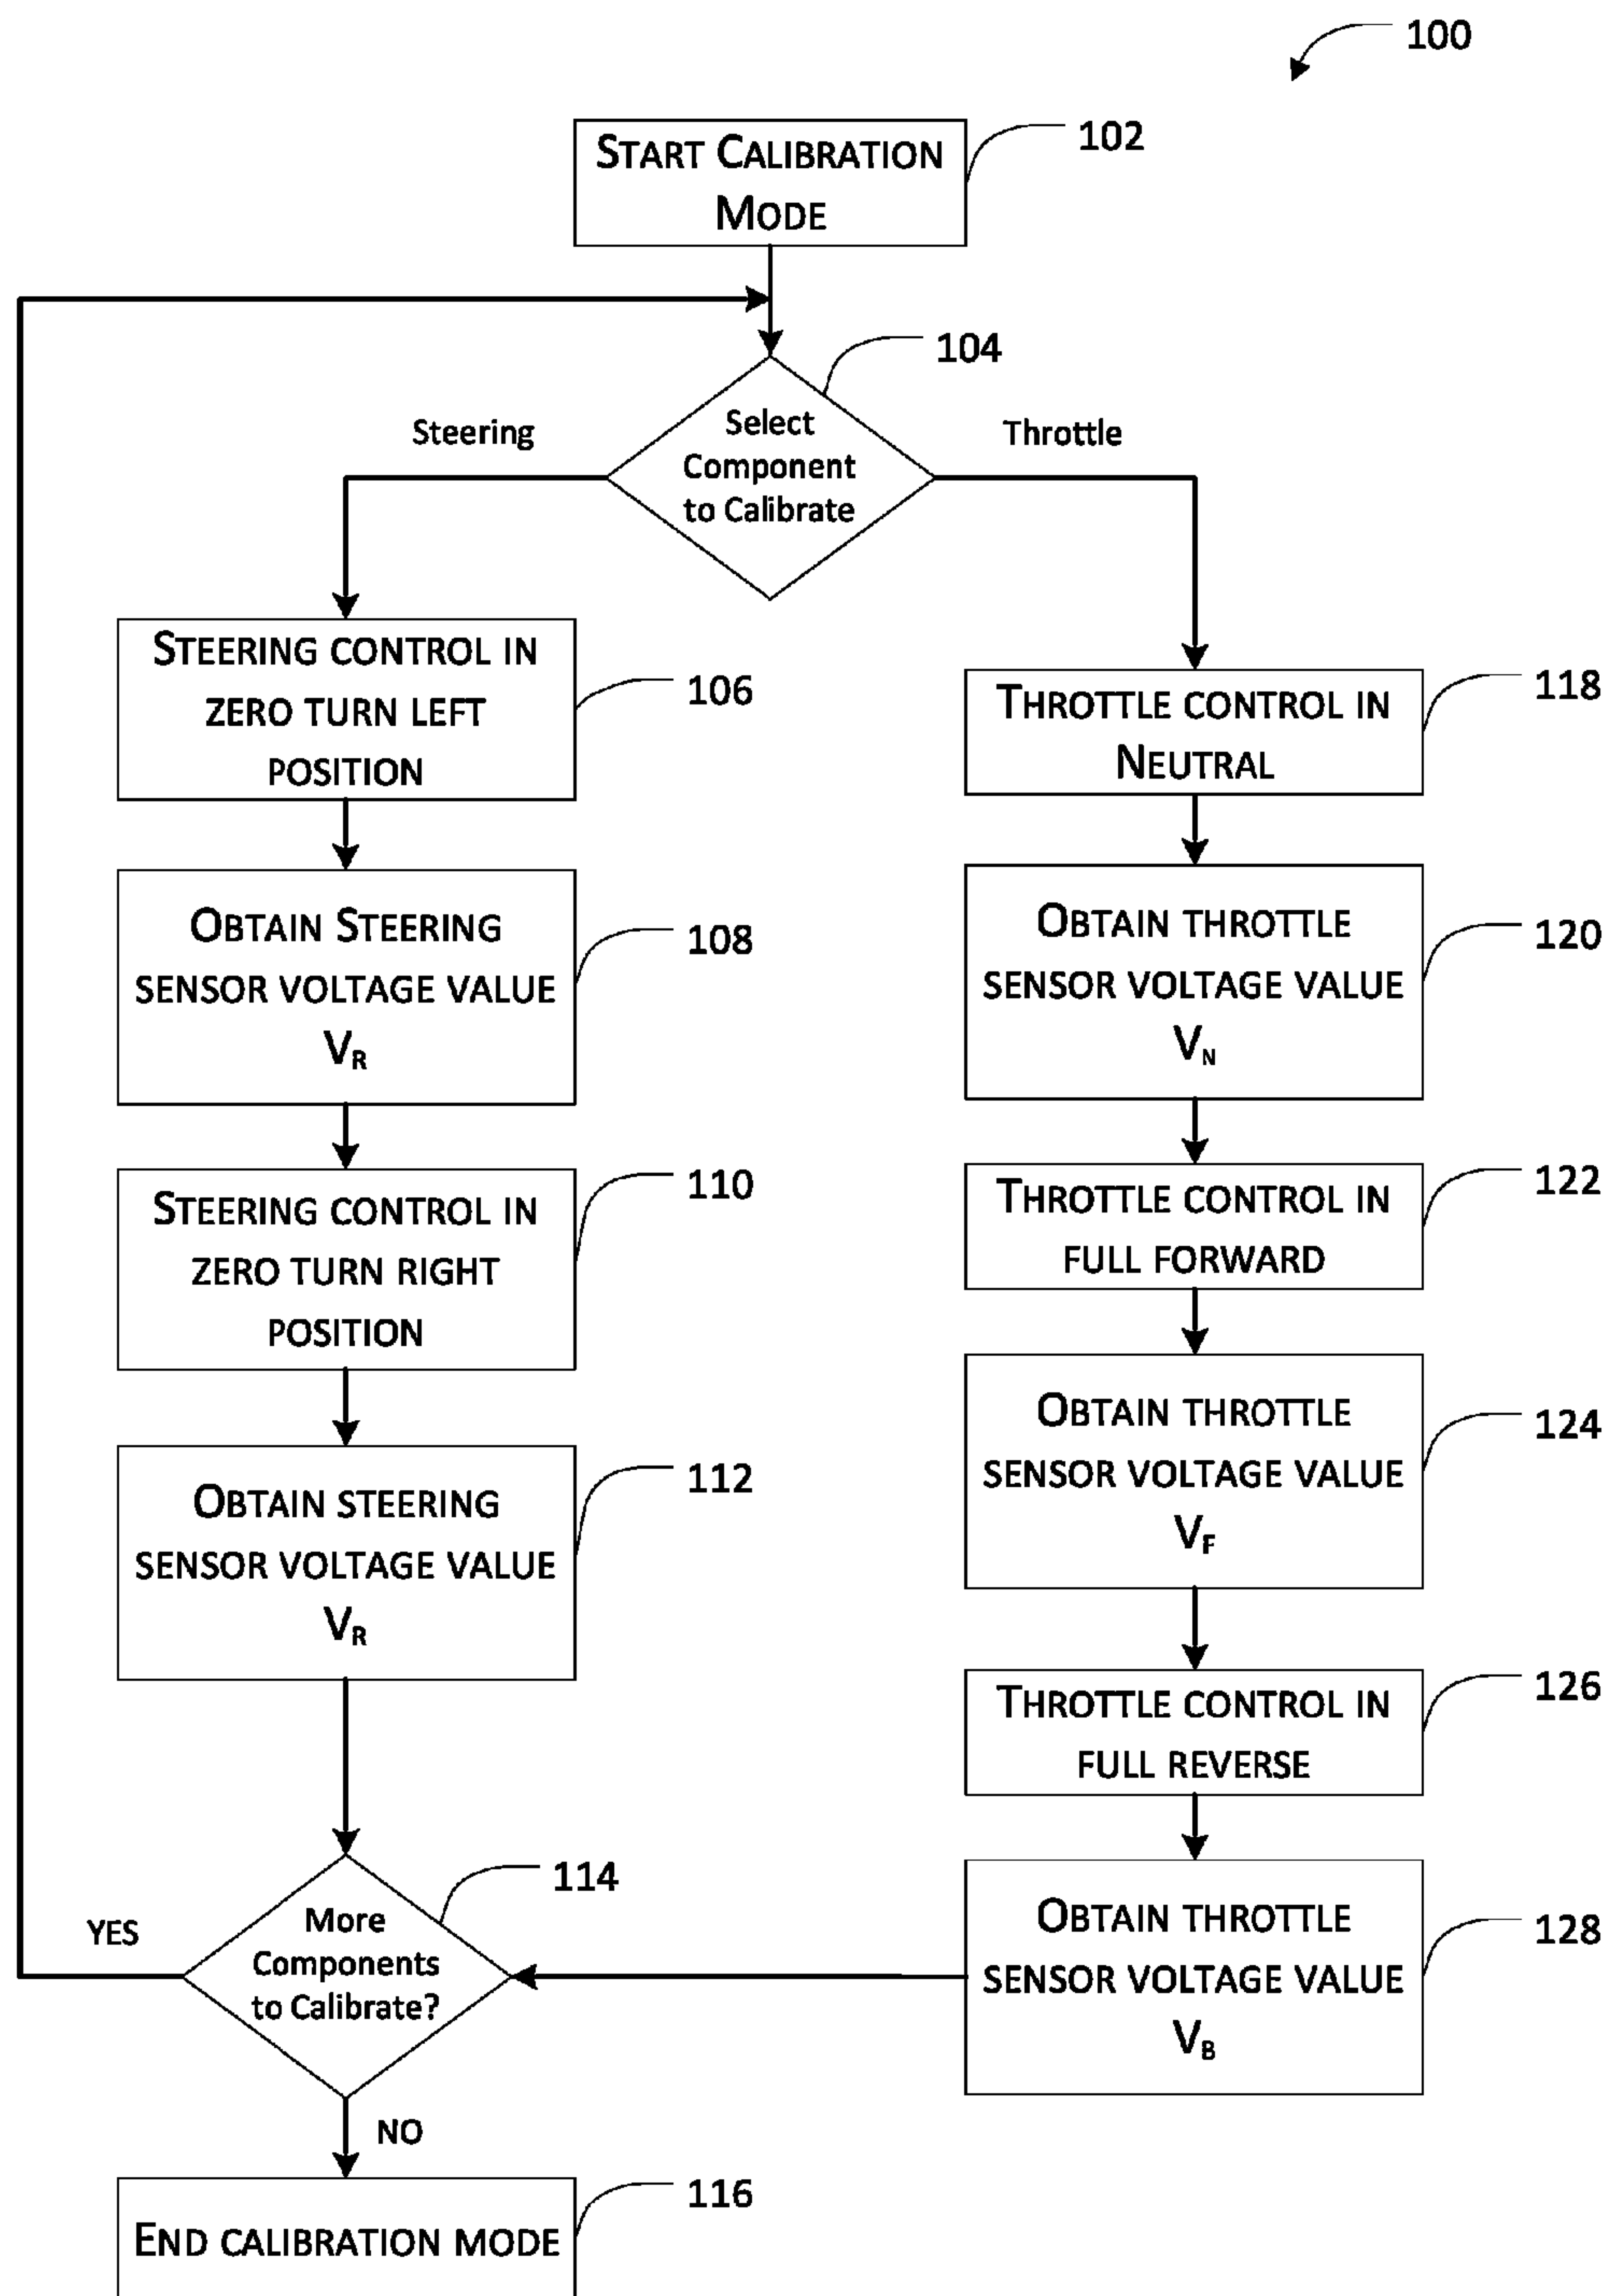 100
START CALIBRATION
MODE
102
104
Select
Component
to Calibrate
Steering
Throttle
STEERING CONTROL IN
ZERO TURN LEFT
POSITION
106
OBTAIN STEERING
SENSOR VOLTAGE VALUE
VR
108
STEERING CONTROL IN
ZERO TURN RIGHT
POSITION
110
OBTAIN STEERING
SENSOR VOLTAGE VALUE
VR
112
More
Components
to Calibrate?
114
YES
NO
END CALIBRATION MODE
116
THROTTLE CONTROL IN
NEUTRAL
118
OBTAIN THROTTLE
SENSOR VOLTAGE VALUE
VN
120
THROTTLE CONTROL IN
FULL FORWARD
122
OBTAIN THROTTLE
SENSOR VOLTAGE VALUE
VF
124
THROTTLE CONTROL IN
FULL REVERSE
126
OBTAIN THROTTLE
SENSOR VOLTAGE VALUE
VB
128